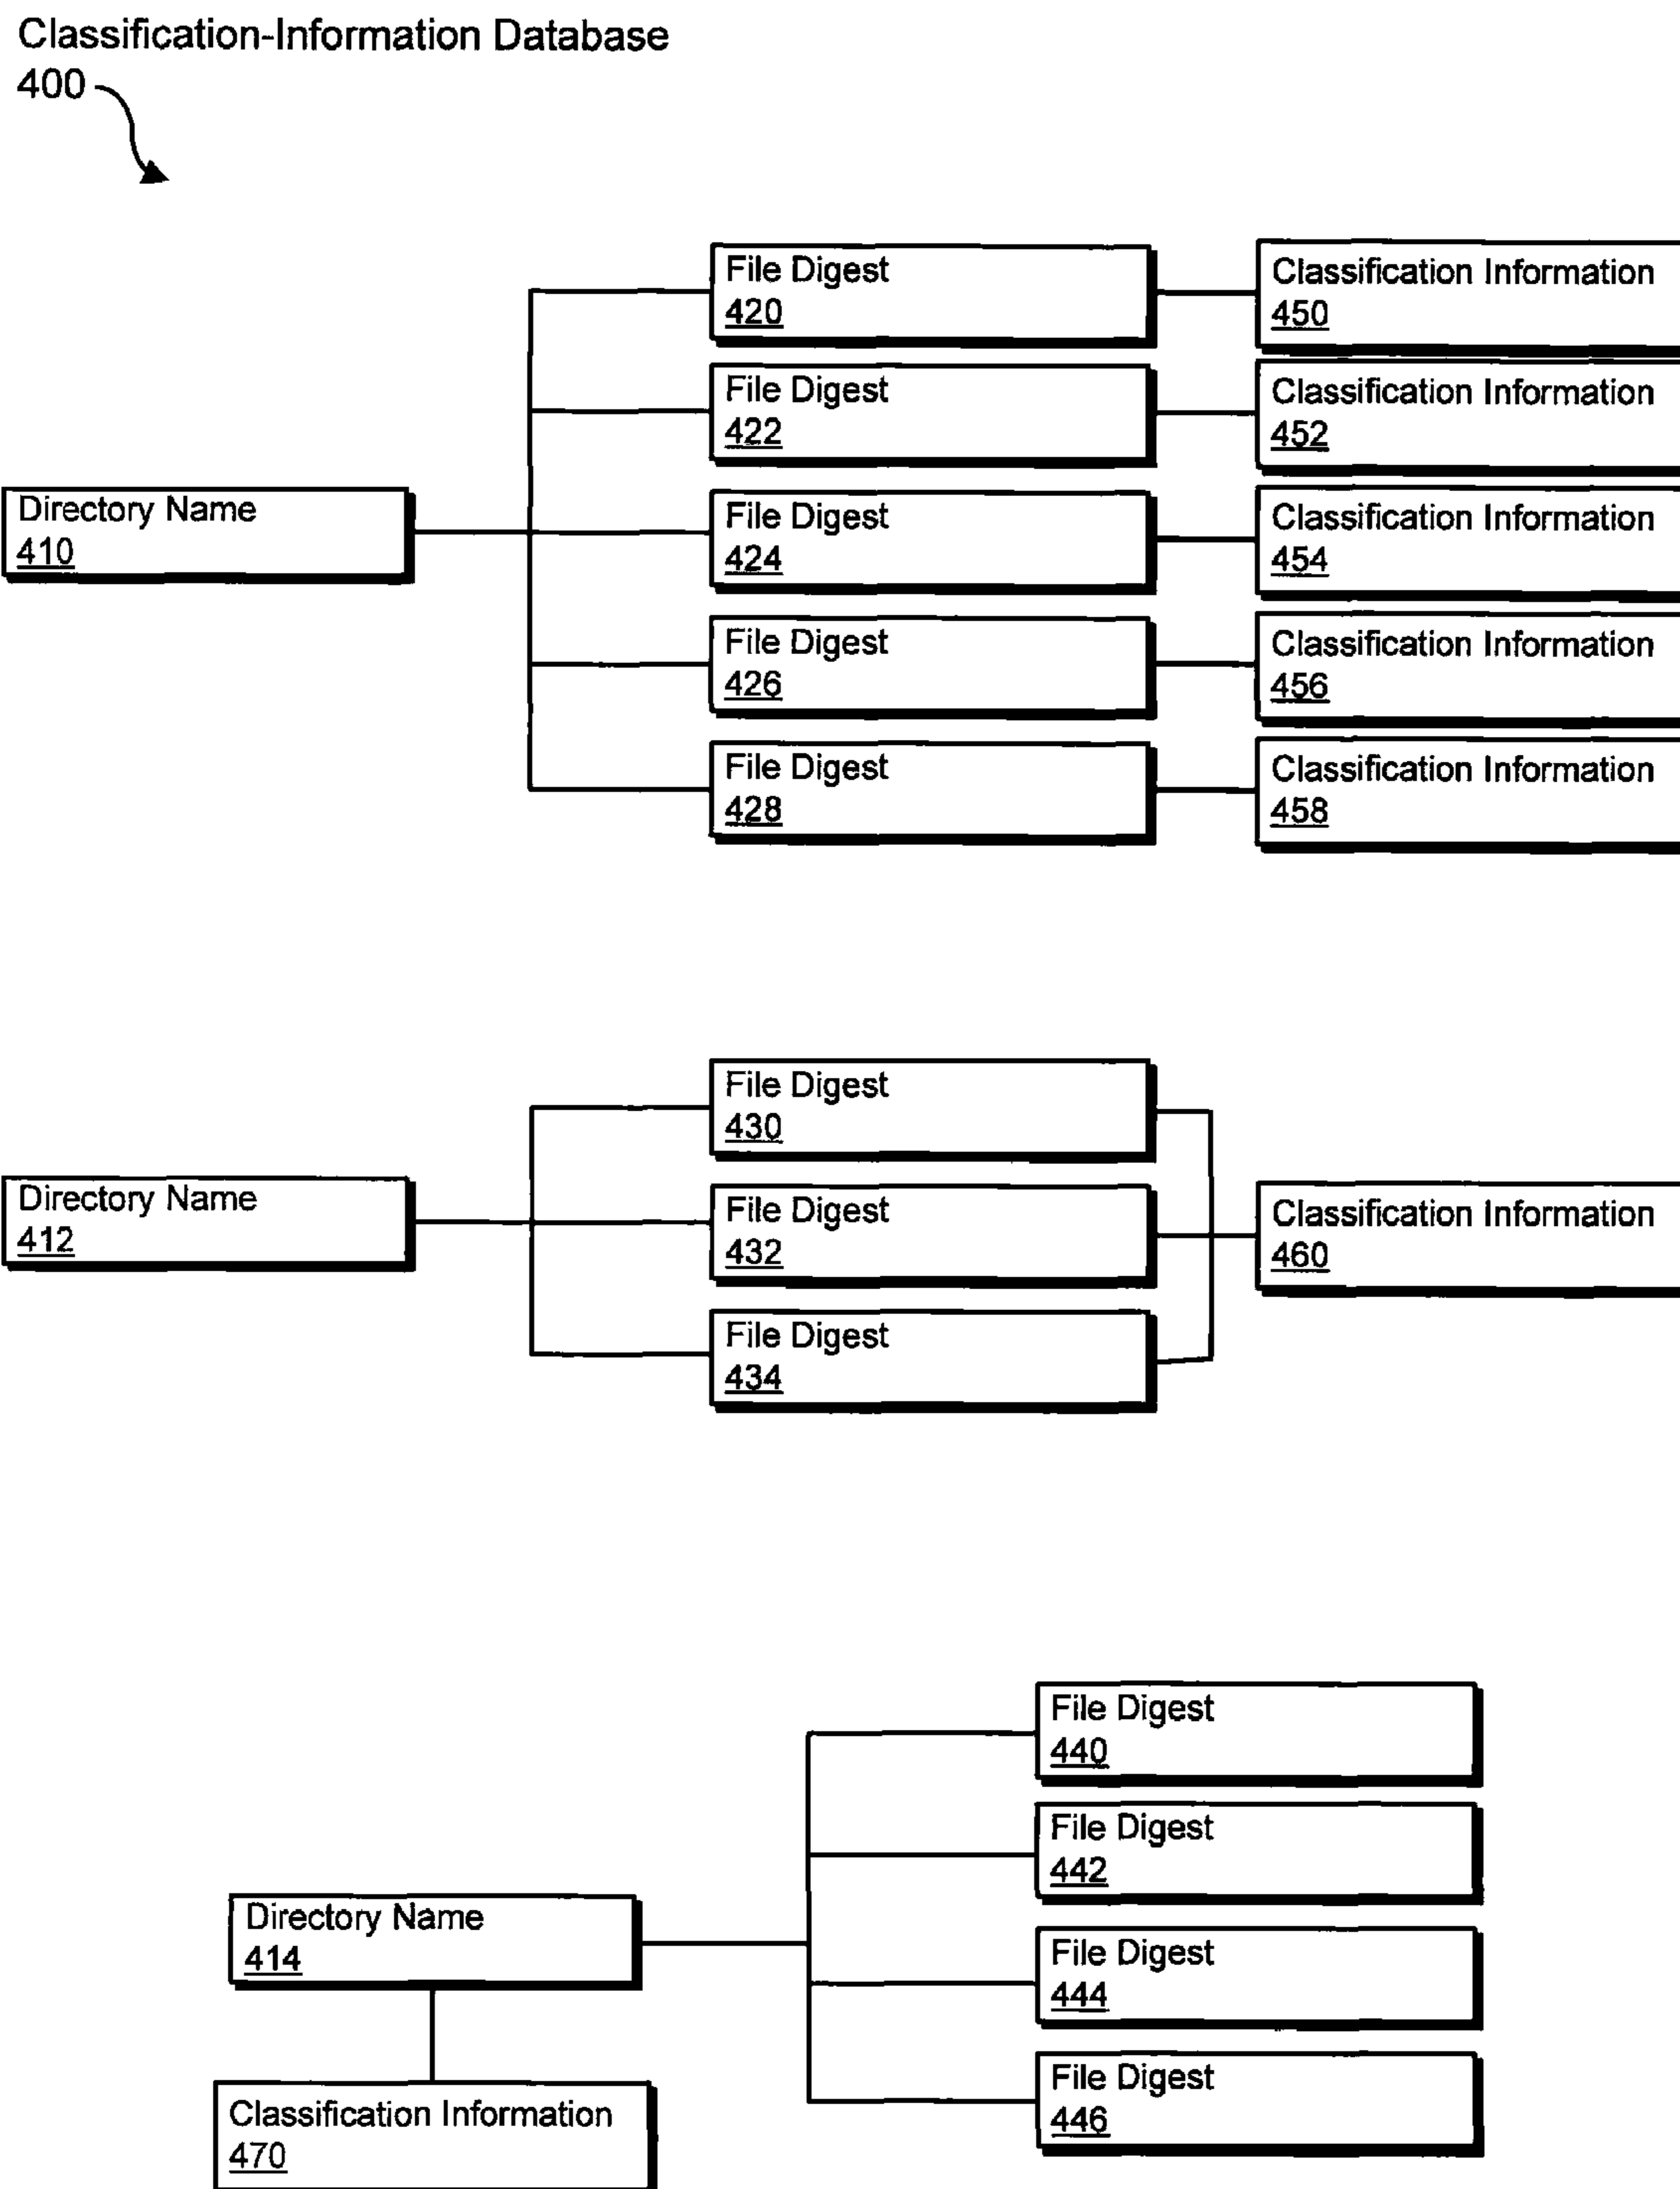 Classification-Information Database
400
File Digest
420
Classification Information
450
File Digest
422
Classification Information
452
Directory Name
410
File Digest
424
Classification Information
454
File Digest
426
Classification Information
456
File Digest
428
Classification Information
458
File Digest
430
Directory Name
412
File Digest
432
Classification Information
460
File Digest
434
File Digest
440
File Digest
442
Directory Name
414
File Digest
444
File Digest
446
Classification Information
470